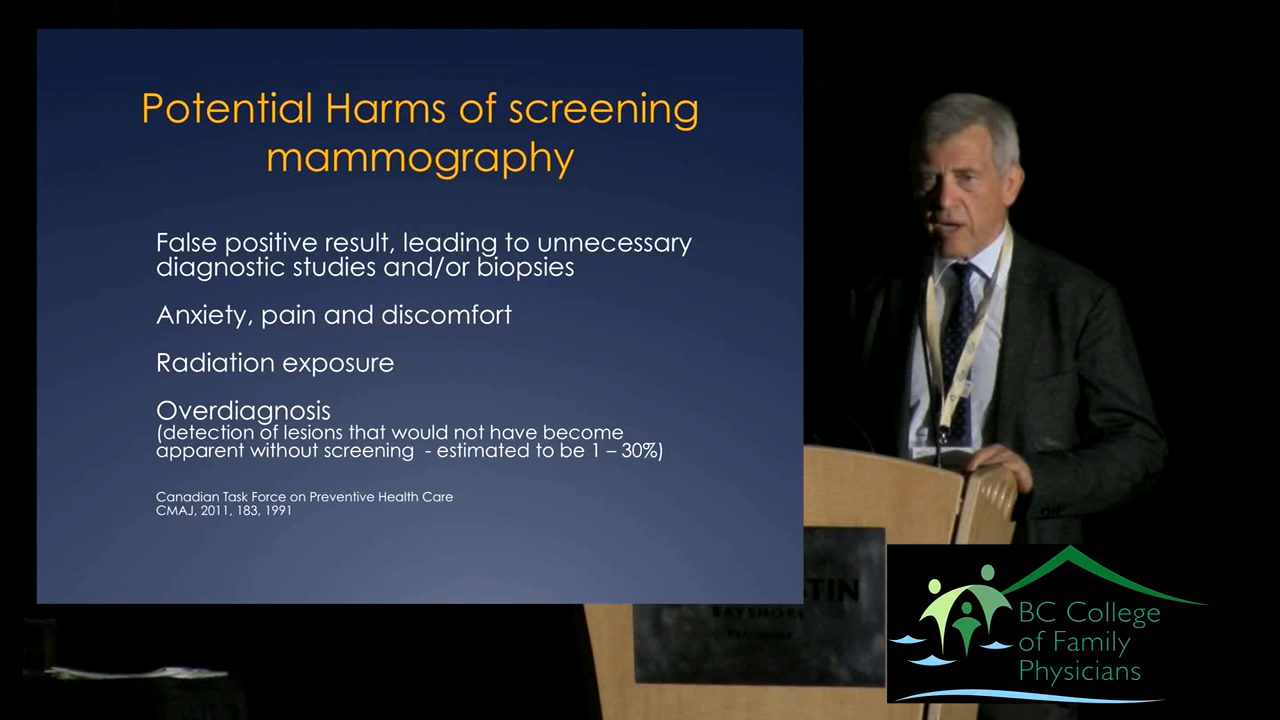 Potential Harms of screening
mammography
False positive result, leading to unnecessary
diagnostic studies and/or biopsies
Anxiety, pain and discomfort
Radiation exposure
Overdiagnosis
(detection of lesions that would not have become
apparent without screening - estimated to be 1 – 30%)
Canadian Task Force on Preventive Health Care
CMAJ, 2011, 183, 1991
TIN
BAYSHORE
BC College
of Family
Physicians